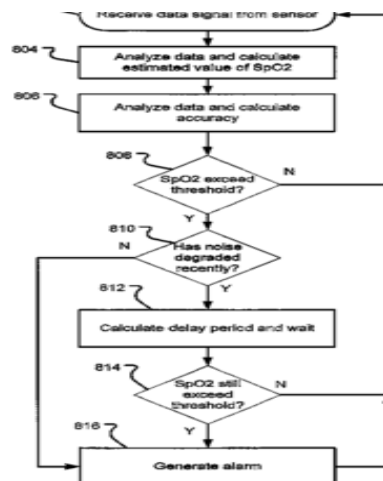 Receive data signal from sensor
804
Analyze data and calculate
estimated value of SpO2
806
Analyze data and calculate
accuracy
808
SpO2 exceed
threshold?
N
Y
810
N
Has noise
degraded
recently?
Y
812
Calculate delay period and wait
814
SpO2 still
exceed
threshold?
N
Y
816
Generate alarm